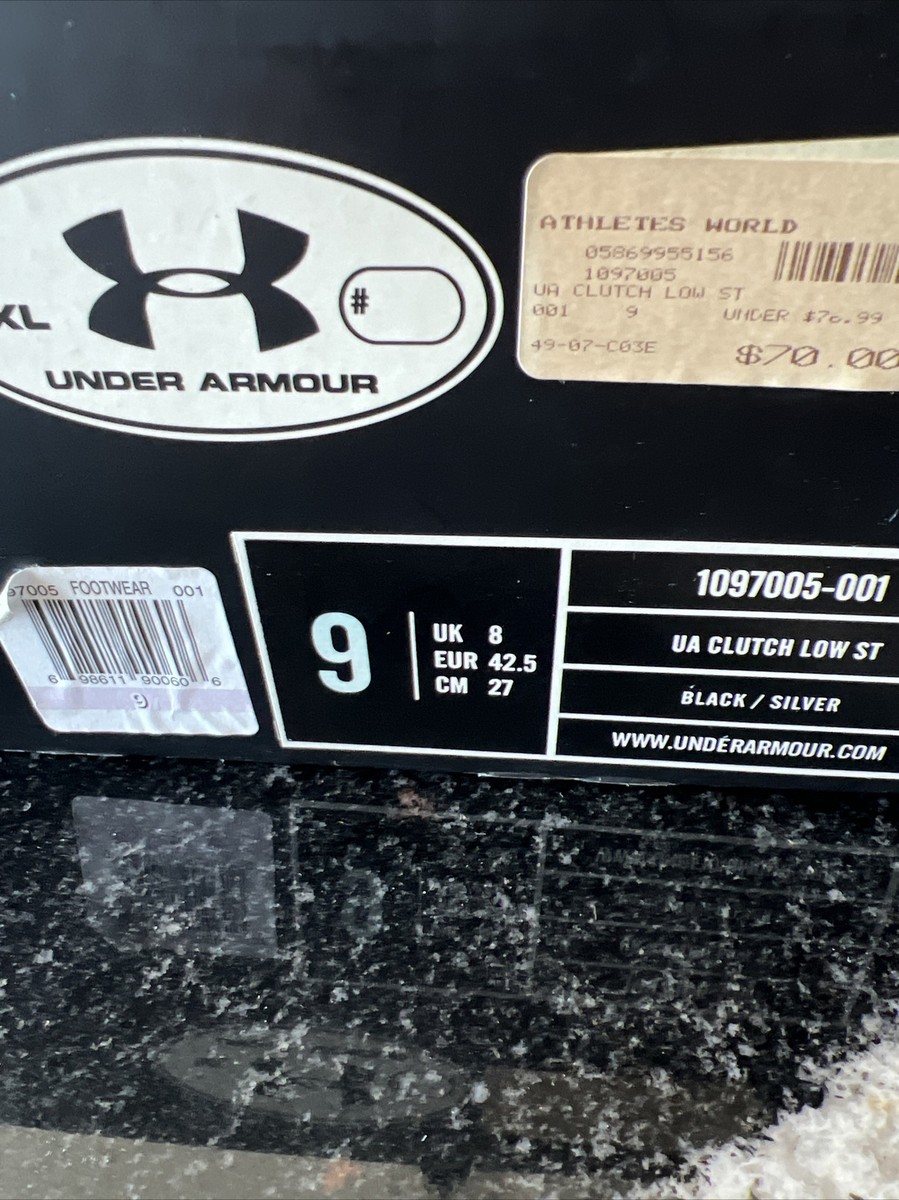 XL
#
UNDER ARMOUR
ATHLETES WORLD
05869955156
1097005
UA CLUTCH LOW ST
001 9 UNDER
49-07-C03E
$70.00
97005 FOOTWEAR 001
6 98611 90060 6
9
9
UK 8
EUR 42.5
CM 27
1097005-001
UA CLUTCH LOW ST
BLACK / SILVER
WWW.UNDERARMOUR.COM